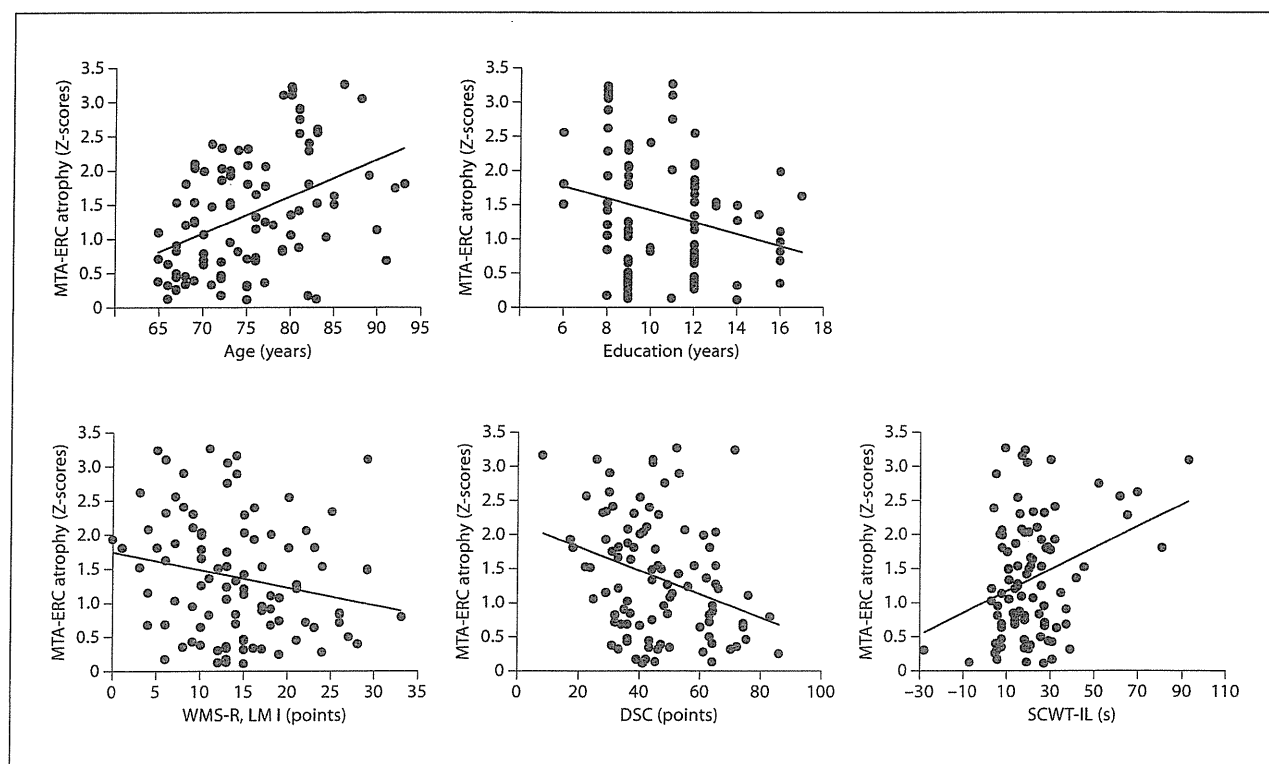 MTA-ERC atrophy (Z-scores)
3.5
3.0
2.5
2.0
1.5
1.0
0.5
0
65 70 75 80 85 90 95
Age (years)
MTA-ERC atrophy (Z-scores)
3.5
3.0
2.5
2.0
1.5
1.0
0.5
0
6 8 10 12 14 16 18
Education (years)
MTA-ERC atrophy (Z-scores)
3.5
3.0
2.5
2.0
1.5
1.0
0.5
0
0 5 10 15 20 25 30 35
WMS-R, LM I (points)
MTA-ERC atrophy (Z-scores)
3.5
3.0
2.5
2.0
1.5
1.0
0.5
0
0 20 40 60 80 100
DSC (points)
MTA-ERC atrophy (Z-scores)
3.5
3.0
2.5
2.0
1.5
1.0
0.5
0
–30 –10 10 30 50 70 90 110
SCWT-IL (s)